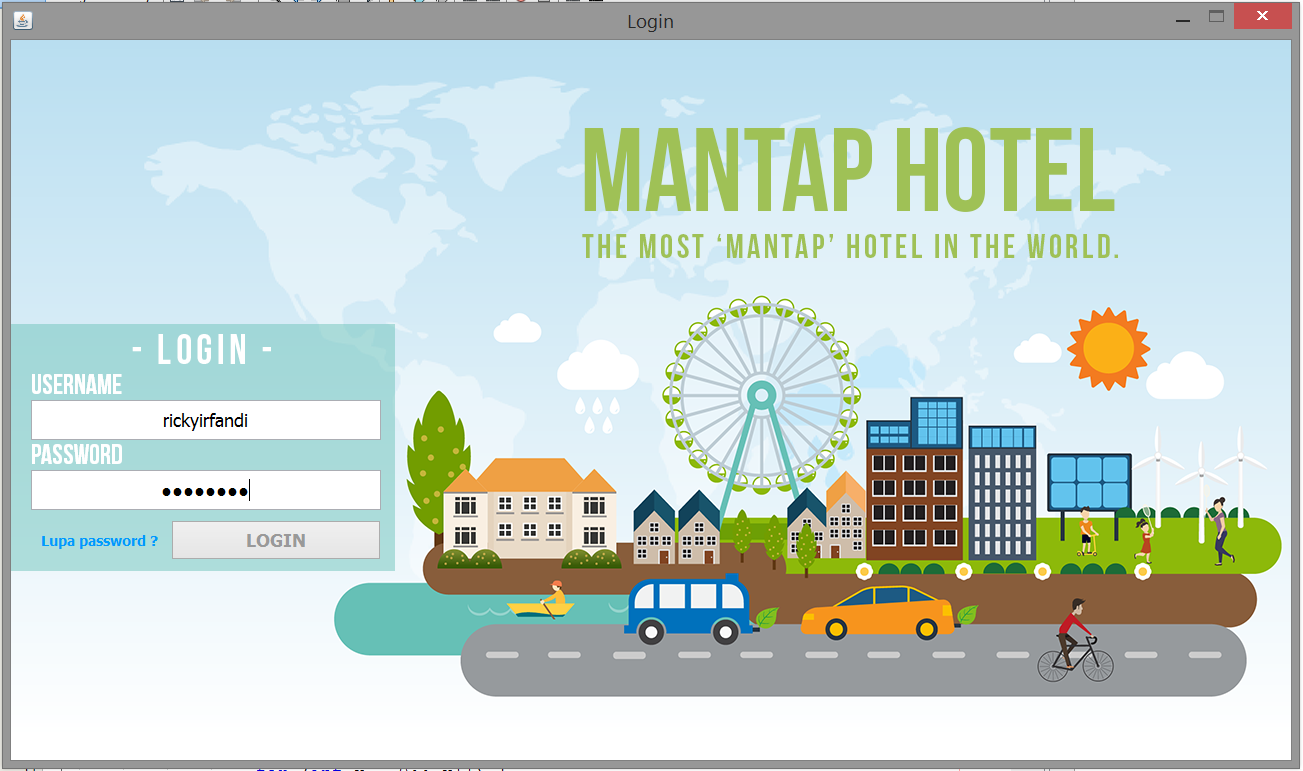 Login
MANTAP HOTEL
THE MOST ‘MANTAP’ HOTEL IN THE WORLD.
- LOGIN -
USERNAME
rickyirfandi
PASSWORD
••••••••
Lupa password ?
LOGIN